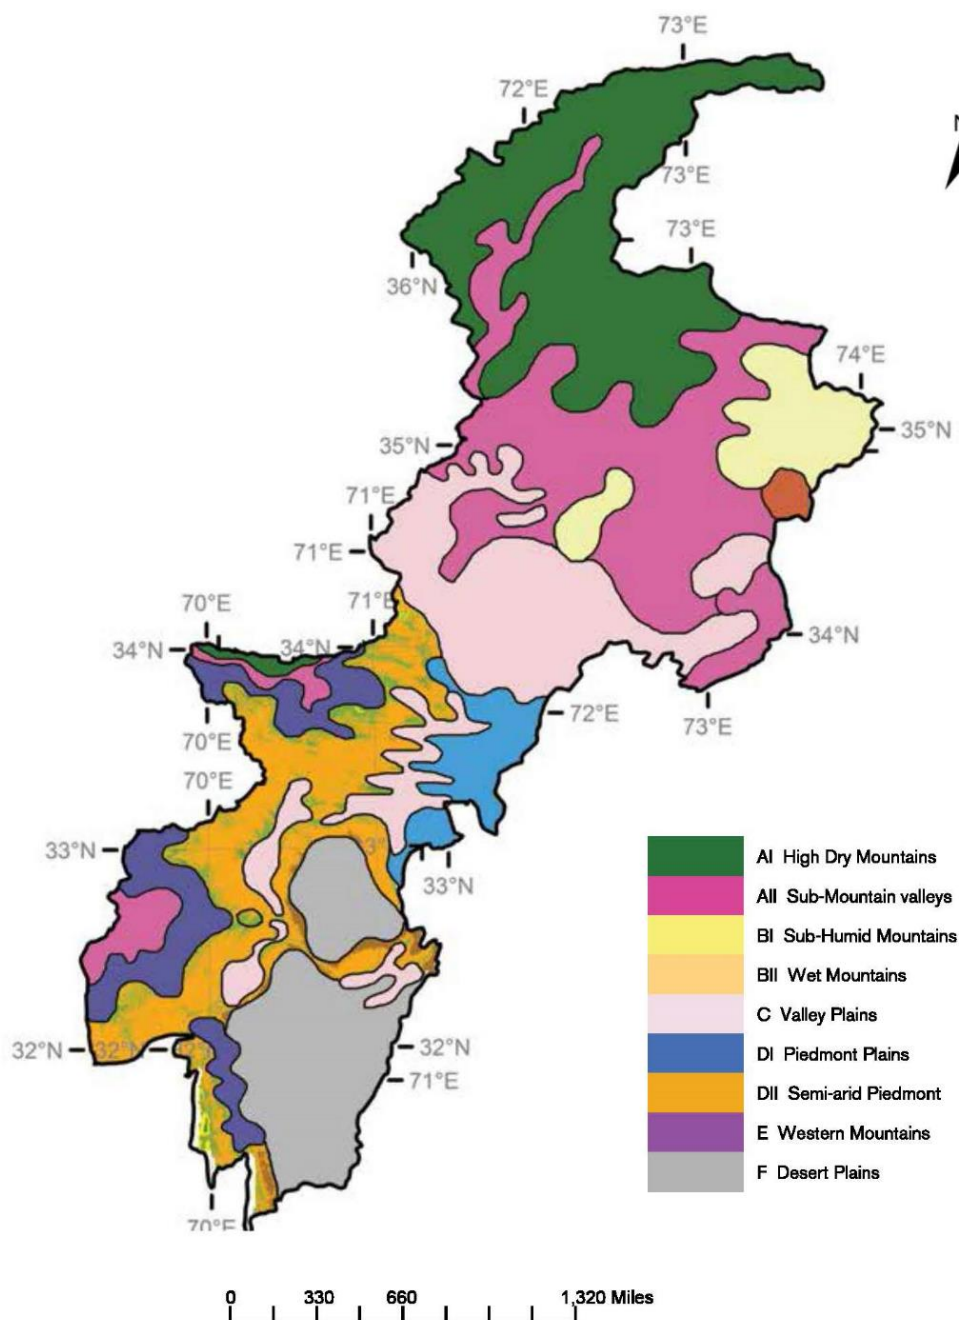 73°E
72°E
N
73°E
73°E
36°N
74°E
35°N
35°N
71°E
71°E
70°E
71°E
34°N
34°N
34°N
70°E
72°E
73°E
70°E
33°N
33°N
32°N
32°N
32°N
71°E
70°E
AI High Dry Mountains
AII Sub-Mountain valleys
BI Sub-Humid Mountains
BII Wet Mountains
C Valley Plains
DI Piedmont Plains
DII Semi-arid Piedmont
E Western Mountains
F Desert Plains
0 330 660 1,320 Miles